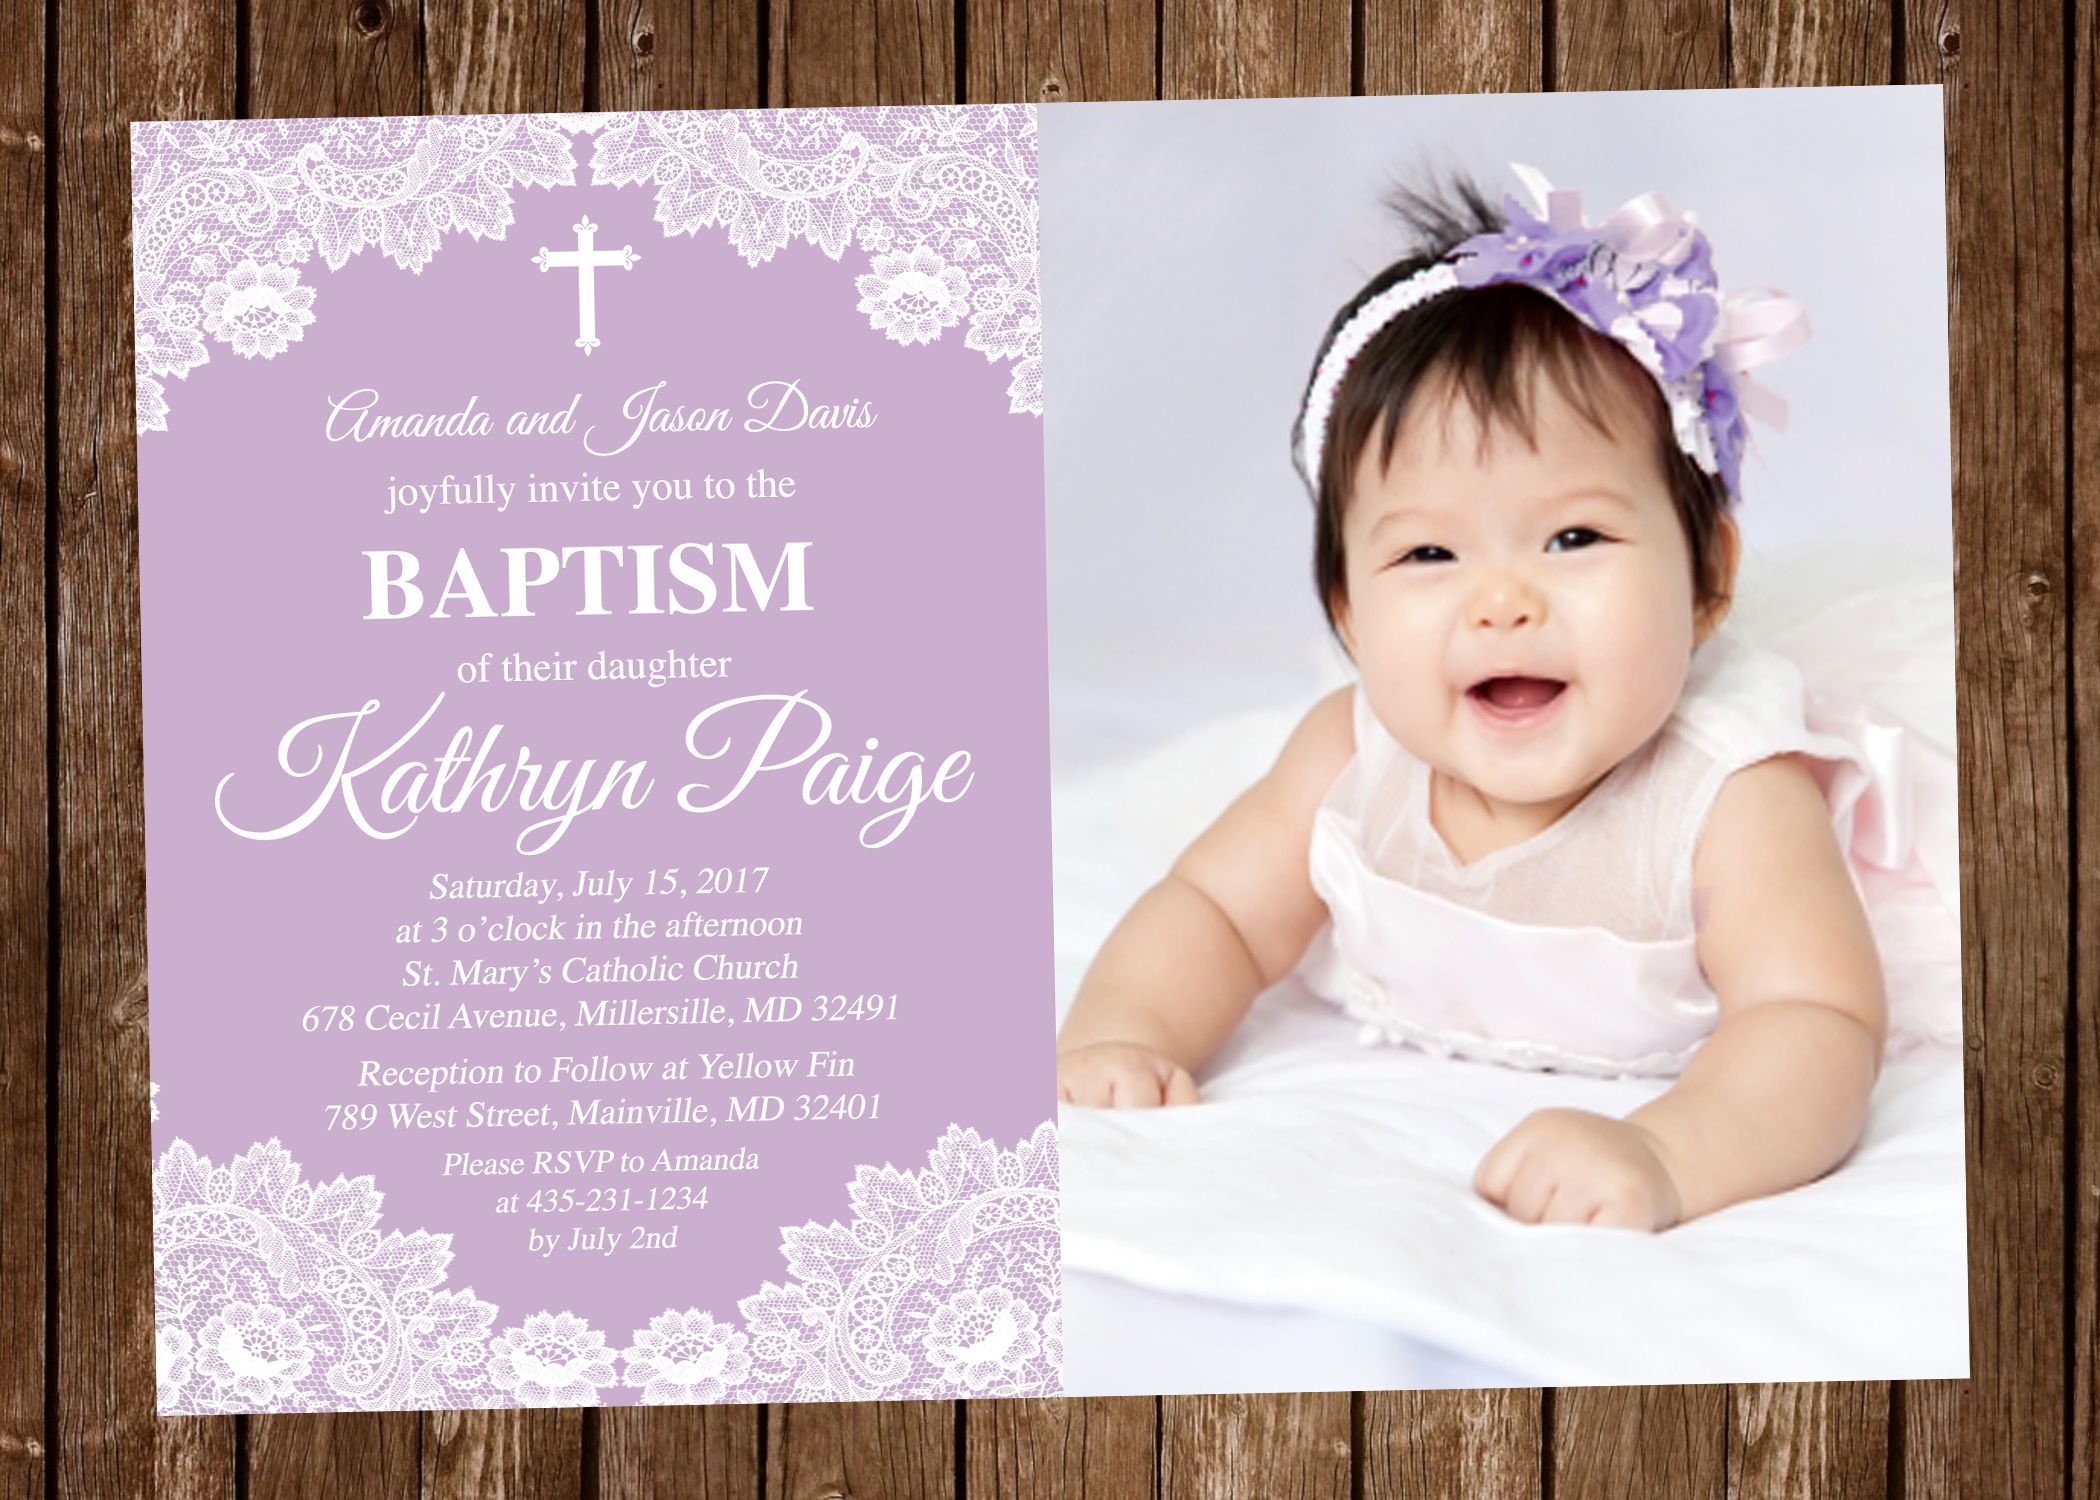 Amanda and Jason Davis
joyfully invite you to the
BAPTISM
of their daughter
Kathryn Paige
Saturday, July 15, 2017
at 3 o’clock in the afternoon
St. Mary’s Catholic Church
678 Cecil Avenue, Millersille, MD 32491
Reception to Follow at Yellow Fin
789 West Street, Mainville, MD 32401
Please RSVP to Amanda
at 435-231-1234
by July 2nd